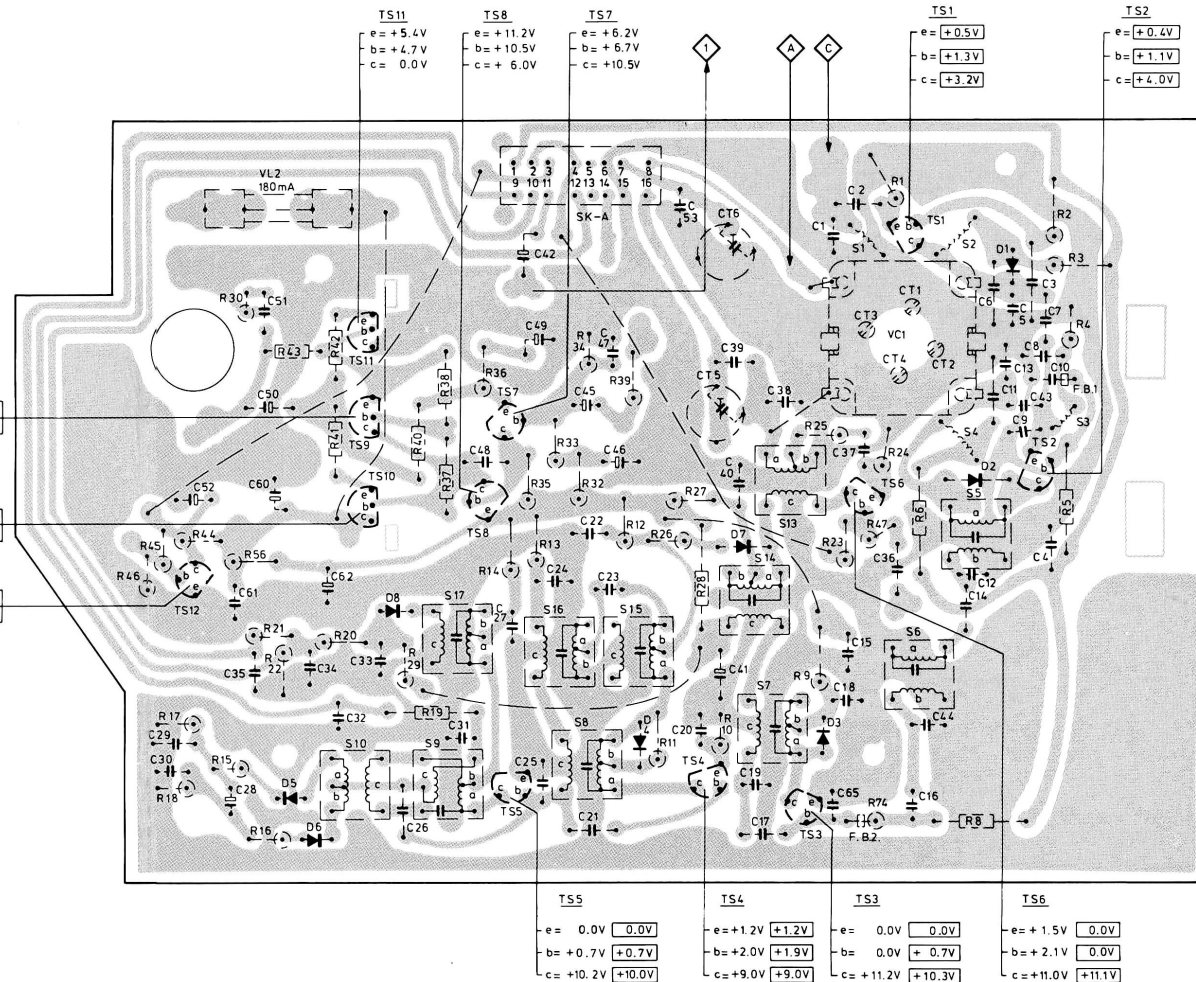 TS11
e = +5.4V
b = +4.7V
c = 0.0V
TS8
e = +11.2V
b = +10.5V
c = + 6.0V
TS7
e = +6.2V
b = +6.7V
c = +10.5V
1
A
C
TS1
e = +0.5V
b = +1.3V
c = +3.2V
TS2
e = +0.4V
b = +1.1V
c = +4.0V
VL2
180mA
1 2 3 4 5 6 7 8
9 10 11 12 13 14 15 16
SK-A
C 53
CT6
C42
C1
C2
R1
e b c
TS1
S1
S2
D1
R2
R3
C6
C5
C3
C7
R4
CT1
CT3
VC1
CT2
CT4
C8
C10
F.B.1
C13
C11
C43
C9
S3
S4
TS2
e b c
R30
C51
R43
R42
e b c
TS11
C49
R34
C47
R39
R36
R38
TS7
e b c
C45
C39
CT5
C38
R25
C37
R24
C50
R41
e b c
TS9
R40
R37
C48
R33
C46
TS10
e b c
C52
C60
c b e
TS8
R35
R32
R27
C40
a b
c
S13
TS6
c b e
D2
S5
a
b
R6
R5
C4
R44
R45
R46
R56
b c e
TS12
C61
C62
C22
R12
R26
D7
R28
R13
R14
C24
C23
S14
b a
c
R23
R47
C36
C12
C14
D8
S17
c b a
C27
S16
c b a
S15
c b a
C15
S6
a
b
R21
R22
R20
C35
C34
C33
R29
C41
R9
C18
C44
R17
C29
C30
R18
R15
C28
R16
D5
D6
C32
R19
C31
S10
a b c
S9
c b a
C26
C25
TS5
e b c
S8
c b a
C21
D4
R11
C20
R10
TS4
c b e
S7
c b a
D3
C19
C17
TS3
c e b
C65
R74
F.B2.
C16
R8
TS5
e = 0.0V 0.0V
b = +0.7V +0.7V
c = +10.2V +10.0V
TS4
e = +1.2V +1.2V
b = +2.0V +1.9V
c = +9.0V +9.0V
TS3
e = 0.0V 0.0V
b = 0.0V + 0.7V
c = +11.2V +10.3V
TS6
e = + 1.5V 0.0V
b = + 2.1V 0.0V
c = +11.0V +11.1V